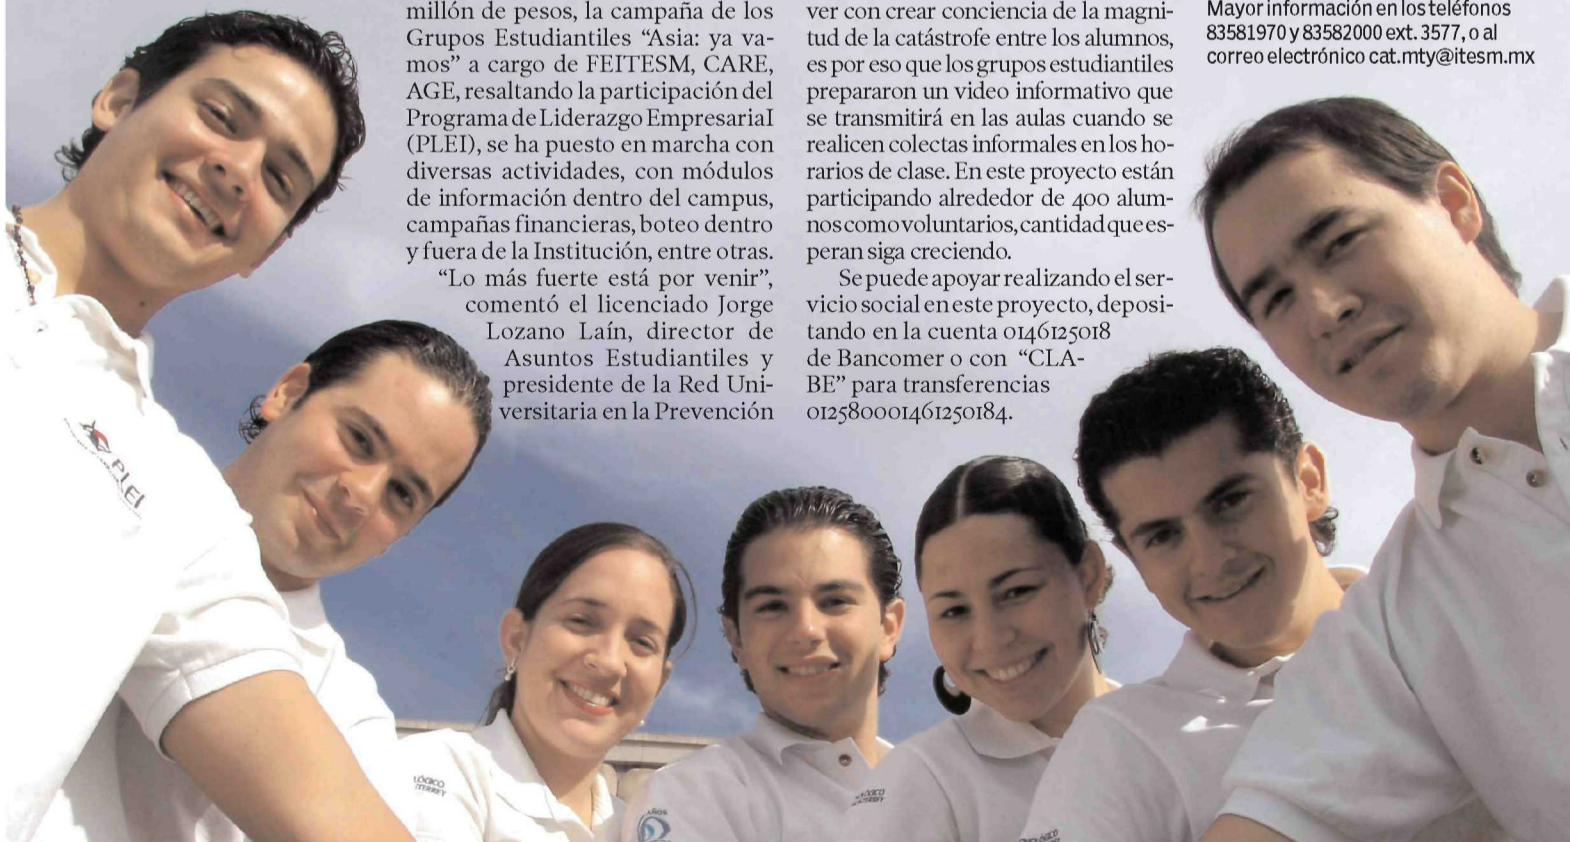 millón de pesos, la campaña de los
Grupos Estudiantiles “Asia: ya va-
mos” a cargo de FEITESM, CARE,
AGE, resaltando la participación del
Programa de Liderazgo Empresarial
(PLEI), se ha puesto en marcha con
diversas actividades, con módulos
de información dentro del campus,
campañas financieras, boteo dentro
y fuera de la Institución, entre otras.
“Lo más fuerte está por venir”,
comentó el licenciado Jorge
Lozano Laín, director de
Asuntos Estudiantiles y
presidente de la Red Uni-
versitaria en la Prevención
ver con crear conciencia de la magni-
tud de la catástrofe entre los alumnos,
es por eso que los grupos estudiantiles
prepararon un video informativo que
se transmitirá en las aulas cuando se
realicen colectas informales en los ho-
rarios de clase. En este proyecto están
participando alrededor de 400 alum-
nos como voluntarios, cantidad que es-
peran siga creciendo.
Se puede apoyar realizando el ser-
vicio social en este proyecto, deposi-
tando en la cuenta 0146125018
de Bancomer o con “CLA-
BE” para transferencias
012580001461250184.
Mayor información en los teléfonos
83581970 y 83582000 ext. 3577, o al
correo electrónico cat.mty@itesm.mx
PLEI
LÓGICO
TERREY
AÑOS